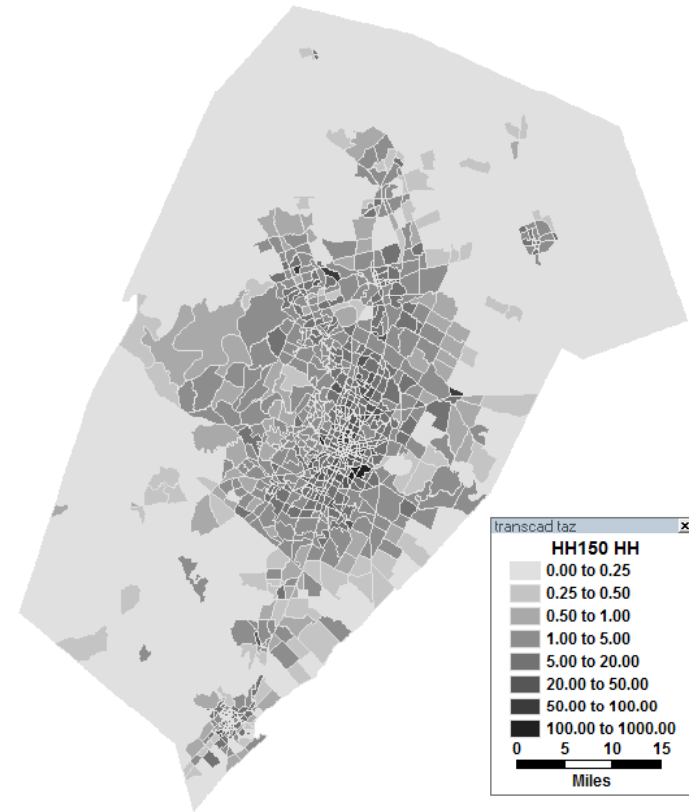 transcad taz
HH150 HH
0.00 to 0.25
0.25 to 0.50
0.50 to 1.00
1.00 to 5.00
5.00 to 20.00
20.00 to 50.00
50.00 to 100.00
100.00 to 1000.00
0 5 10 15
Miles